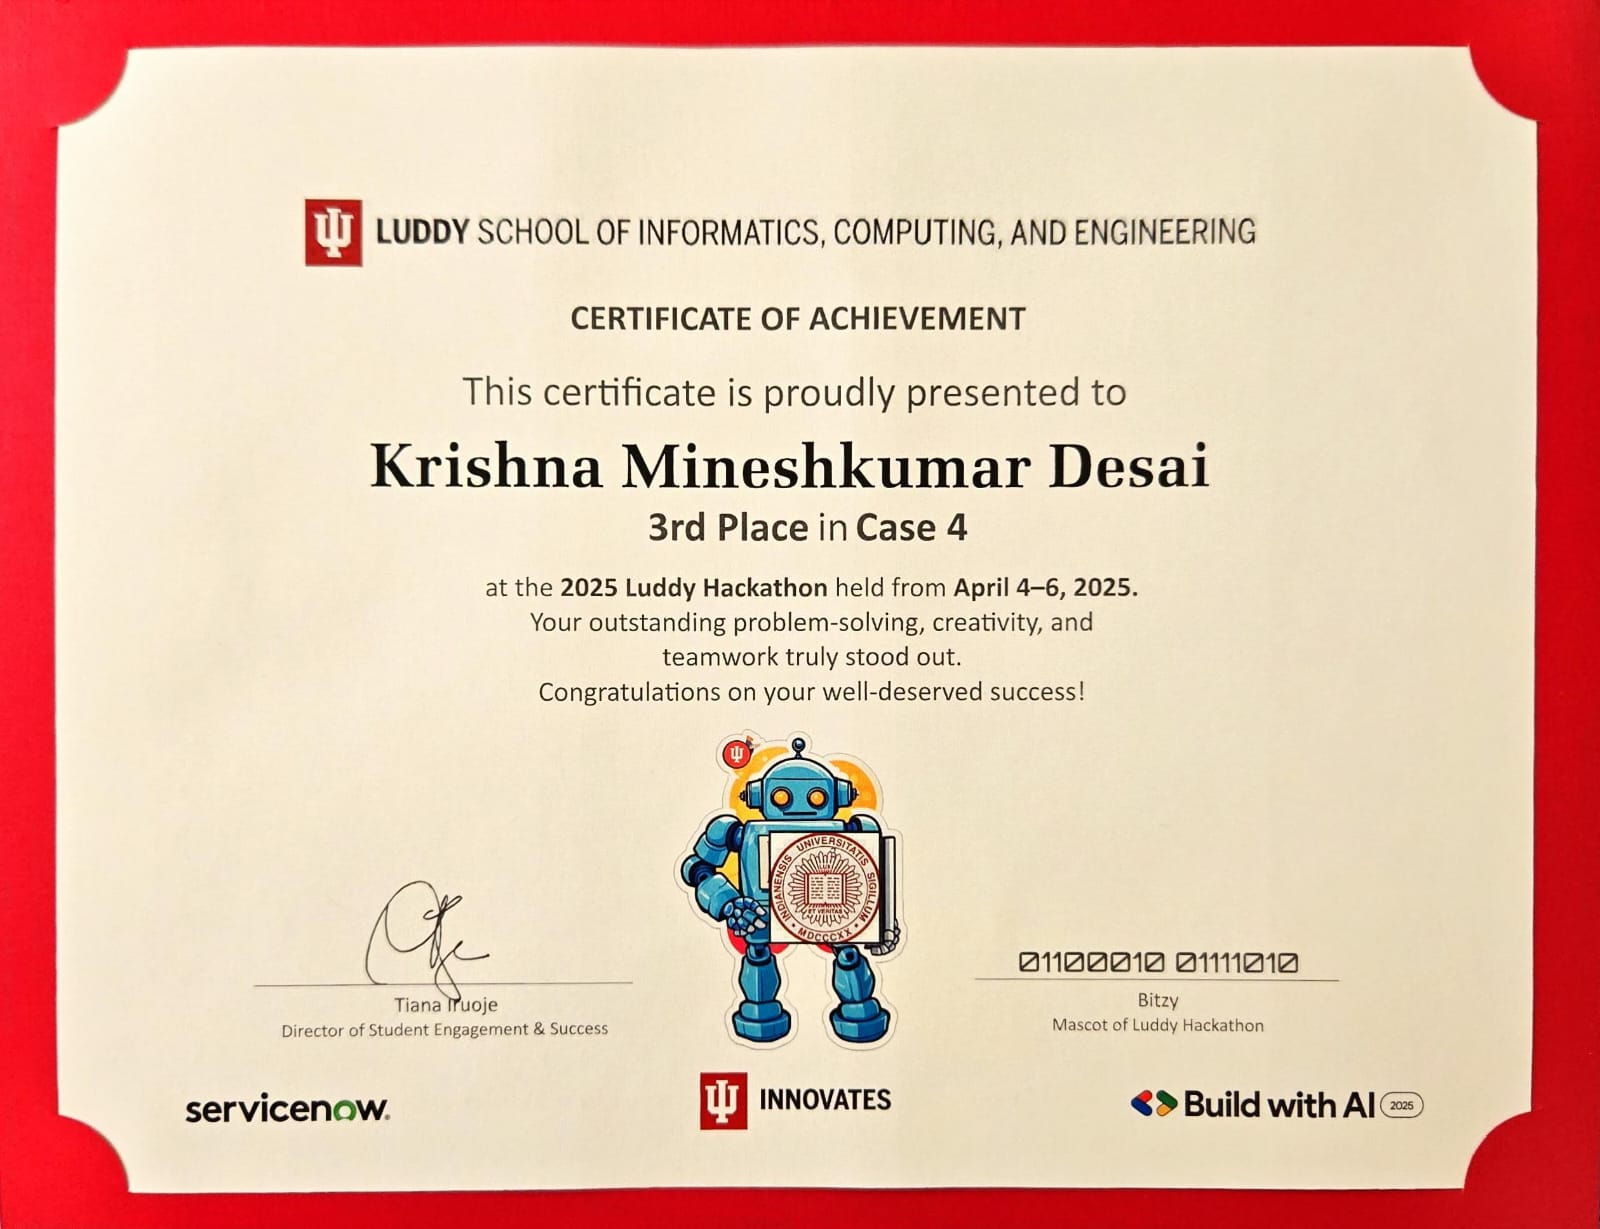 LUDDY SCHOOL OF INFORMATICS, COMPUTING, AND ENGINEERING
CERTIFICATE OF ACHIEVEMENT
This certificate is proudly presented to
Krishna Mineshkumar Desai
3rd Place in Case 4
at the 2025 Luddy Hackathon held from April 4–6, 2025.
Your outstanding problem-solving, creativity, and
teamwork truly stood out.
Congratulations on your well-deserved success!
INDIANENSIS UNIVERSITATIS SIGILLUM
ET VERITAS
MDCCCXX
Tiana Iruoje
Director of Student Engagement & Success
01100010 01111010
Bitzy
Mascot of Luddy Hackathon
servicenow.
INNOVATES
Build with AI 2025